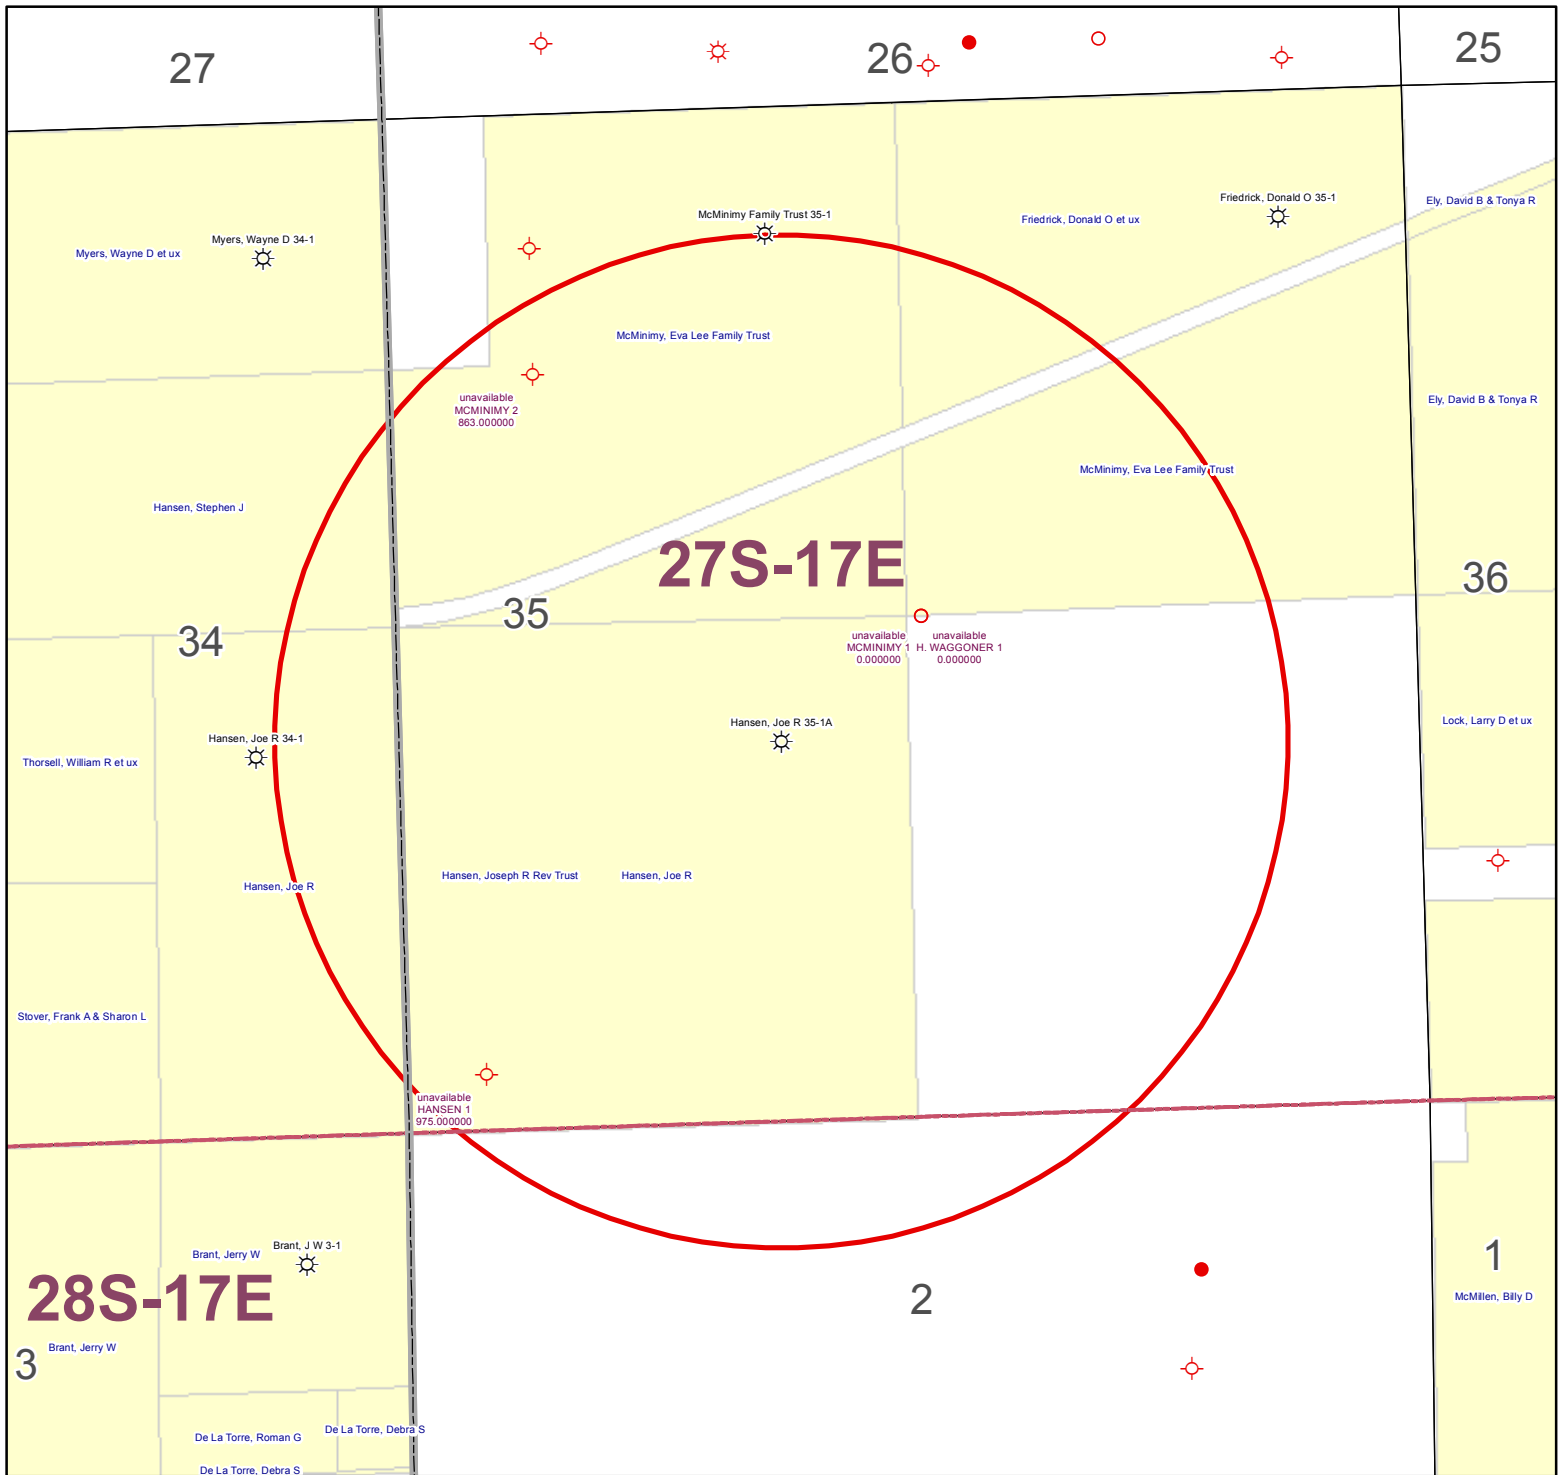 27
26
25
Ely, David B & Tonya R
Friedrick, Donald O 35-1
McMinimy Family Trust 35-1
Friedrick, Donald O et ux
Myers, Wayne D 34-1
Myers, Wayne D et ux
McMinimy, Eva Lee Family Trust
unavailable
MCMINIMY 2
863.000000
Ely, David B & Tonya R
McMinimy, Eva Lee Family Trust
Hansen, Stephen J
27S-17E
36
35
34
unavailable
MCMINIMY 1
0.000000
unavailable
H. WAGGONER 1
0.000000
Hansen, Joe R 35-1A
Lock, Larry D et ux
Hansen, Joe R 34-1
Thorsell, William R et ux
Hansen, Joe R
Hansen, Joseph R Rev Trust
Hansen, Joe R
Stover, Frank A & Sharon L
unavailable
HANSEN 1
975.000000
Brant, J W 3-1
Brant, Jerry W
28S-17E
2
1
McMillen, Billy D
3
Brant, Jerry W
De La Torre, Debra S
De La Torre, Roman G
De La Torre, Debra S